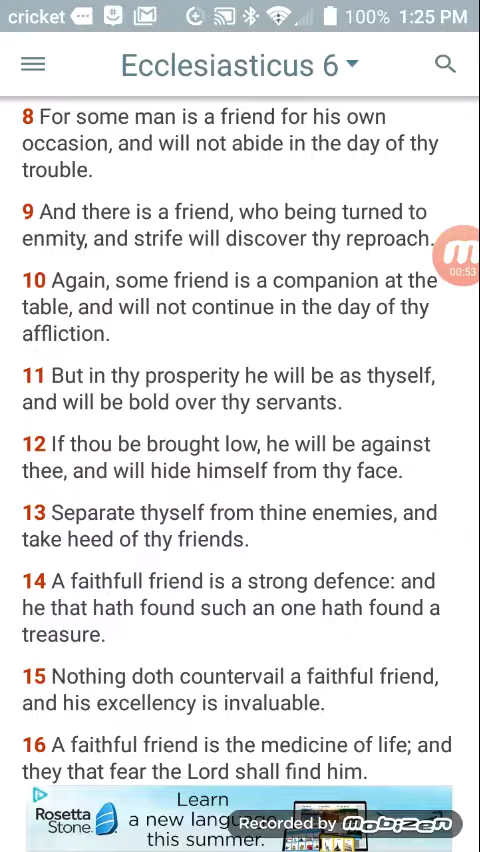 cricket 100% 1:25 PM
Ecclesiasticus 6
8 For some man is a friend for his own
occasion, and will not abide in the day of thy
trouble.
9 And there is a friend, who being turned to
enmity, and strife will discover thy reproach.
00:53
10 Again, some friend is a companion at the
table, and will not continue in the day of thy
affliction.
11 But in thy prosperity he will be as thyself,
and will be bold over thy servants.
12 If thou be brought low, he will be against
thee, and will hide himself from thy face.
13 Separate thyself from thine enemies, and
take heed of thy friends.
14 A faithfull friend is a strong defence: and
he that hath found such an one hath found a
treasure.
15 Nothing doth countervail a faithful friend,
and his excellency is invaluable.
16 A faithful friend is the medicine of life; and
they that fear the Lord shall find him.
Rosetta
Stone.
Learn
a new
this summer.
Recorded by mobizen